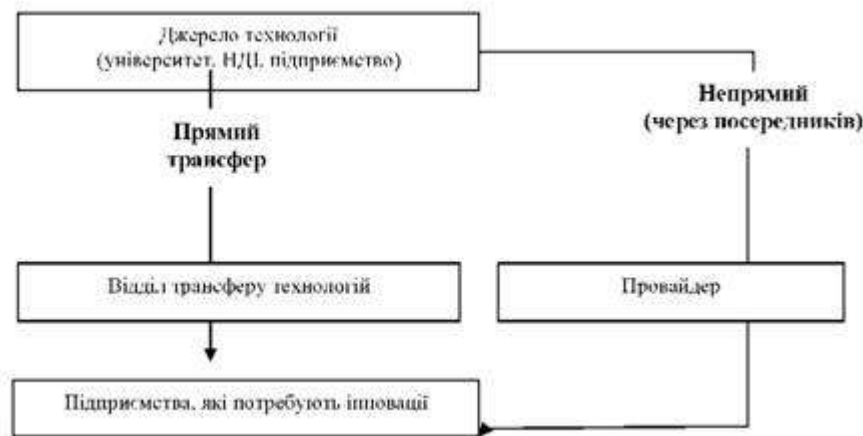 Джерело технології
(університет, НДІ, підприємство)
Прямий
трансфер
Непрямий
(через посередників)
Відділ трансферу технологій
Провайдер
Підприємства, які потребують інновації